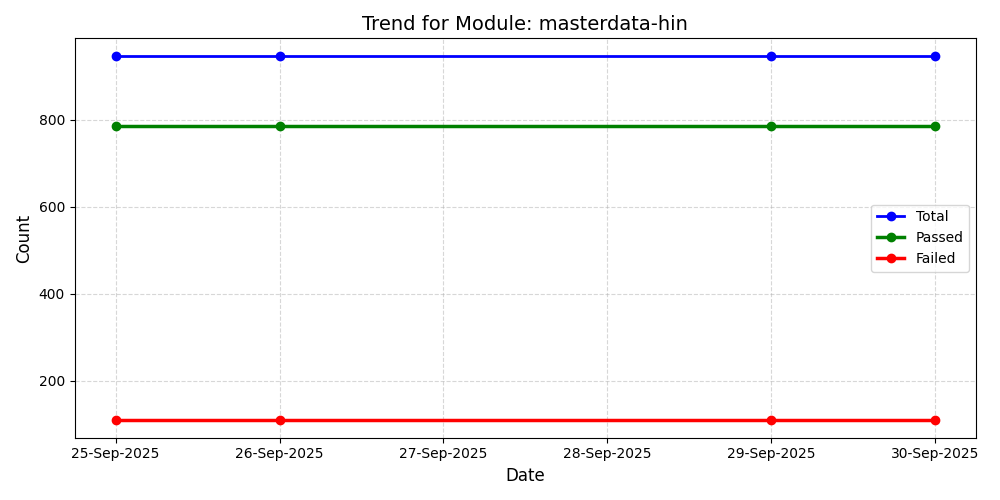 Trend for Module: masterdata-hin
Count
800
600
400
200
Total
Passed
Failed
25-Sep-2025 26-Sep-2025 27-Sep-2025 28-Sep-2025 29-Sep-2025 30-Sep-2025
Date